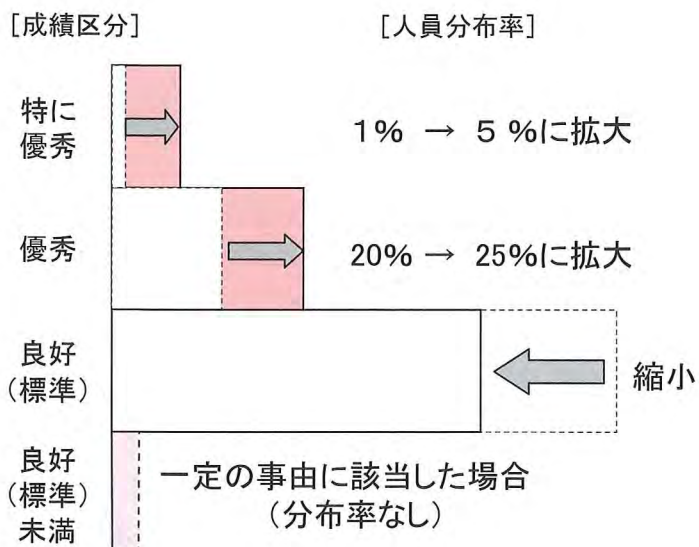 ［成績区分］　［人員分布率］
特に
優秀
1％ → 5 ％に拡大
優秀
20％ → 25％に拡大
良好
（標準）
縮小
良好
（標準）
未満
一定の事由に該当した場合
（分布率なし）